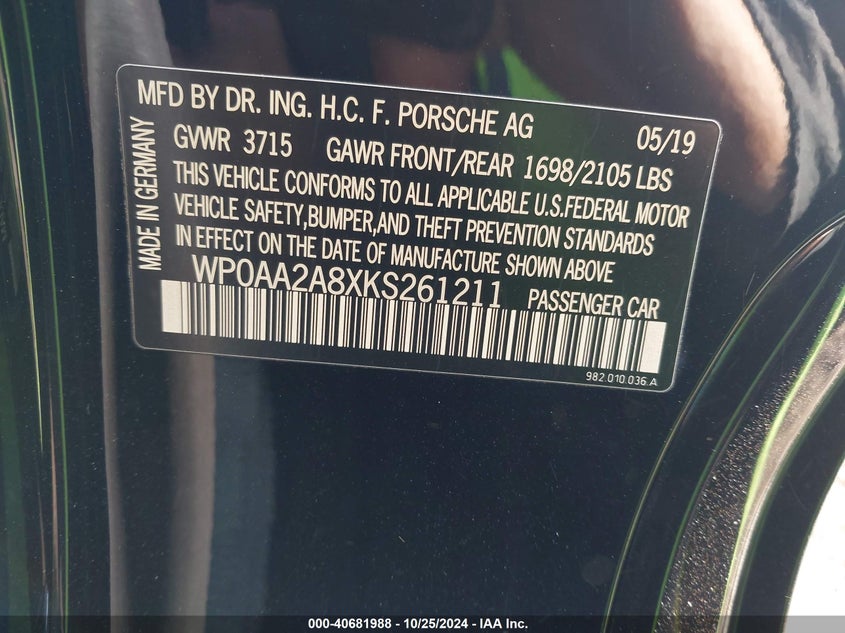 MFD BY DR. ING. H.C. F. PORSCHE AG 05/19
GVWR 3715 GAWR FRONT/REAR 1698/2105 LBS
THIS VEHICLE CONFORMS TO ALL APPLICABLE U.S.FEDERAL MOTOR
VEHICLE SAFETY,BUMPER,AND THEFT PREVENTION STANDARDS
IN EFFECT ON THE DATE OF MANUFACTURE SHOWN ABOVE
MADE IN GERMANY
WP0AA2A8XKS261211 PASSENGER CAR
982.010.036.A
000-40681988 - 10/25/2024 - IAA Inc.